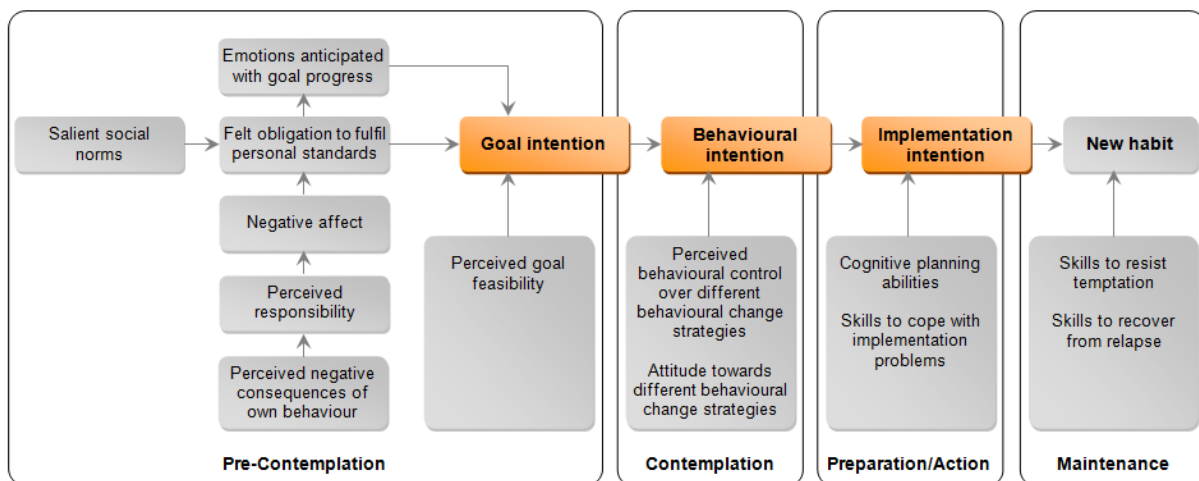 Emotions anticipated
with goal progress
Salient social
norms
Felt obligation to fulfil
personal standards
Negative affect
Perceived
responsibility
Perceived negative
consequences of
own behaviour
Goal intention
Perceived goal
feasibility
Pre-Contemplation
Behavioural
intention
Perceived
behavioural control
over different
behavioural change
strategies
Attitude towards
different behavioural
change strategies
Contemplation
Implementation
intention
Cognitive planning
abilities
Skills to cope with
implementation
problems
Preparation/Action
New habit
Skills to resist
temptation
Skills to recover
from relapse
Maintenance